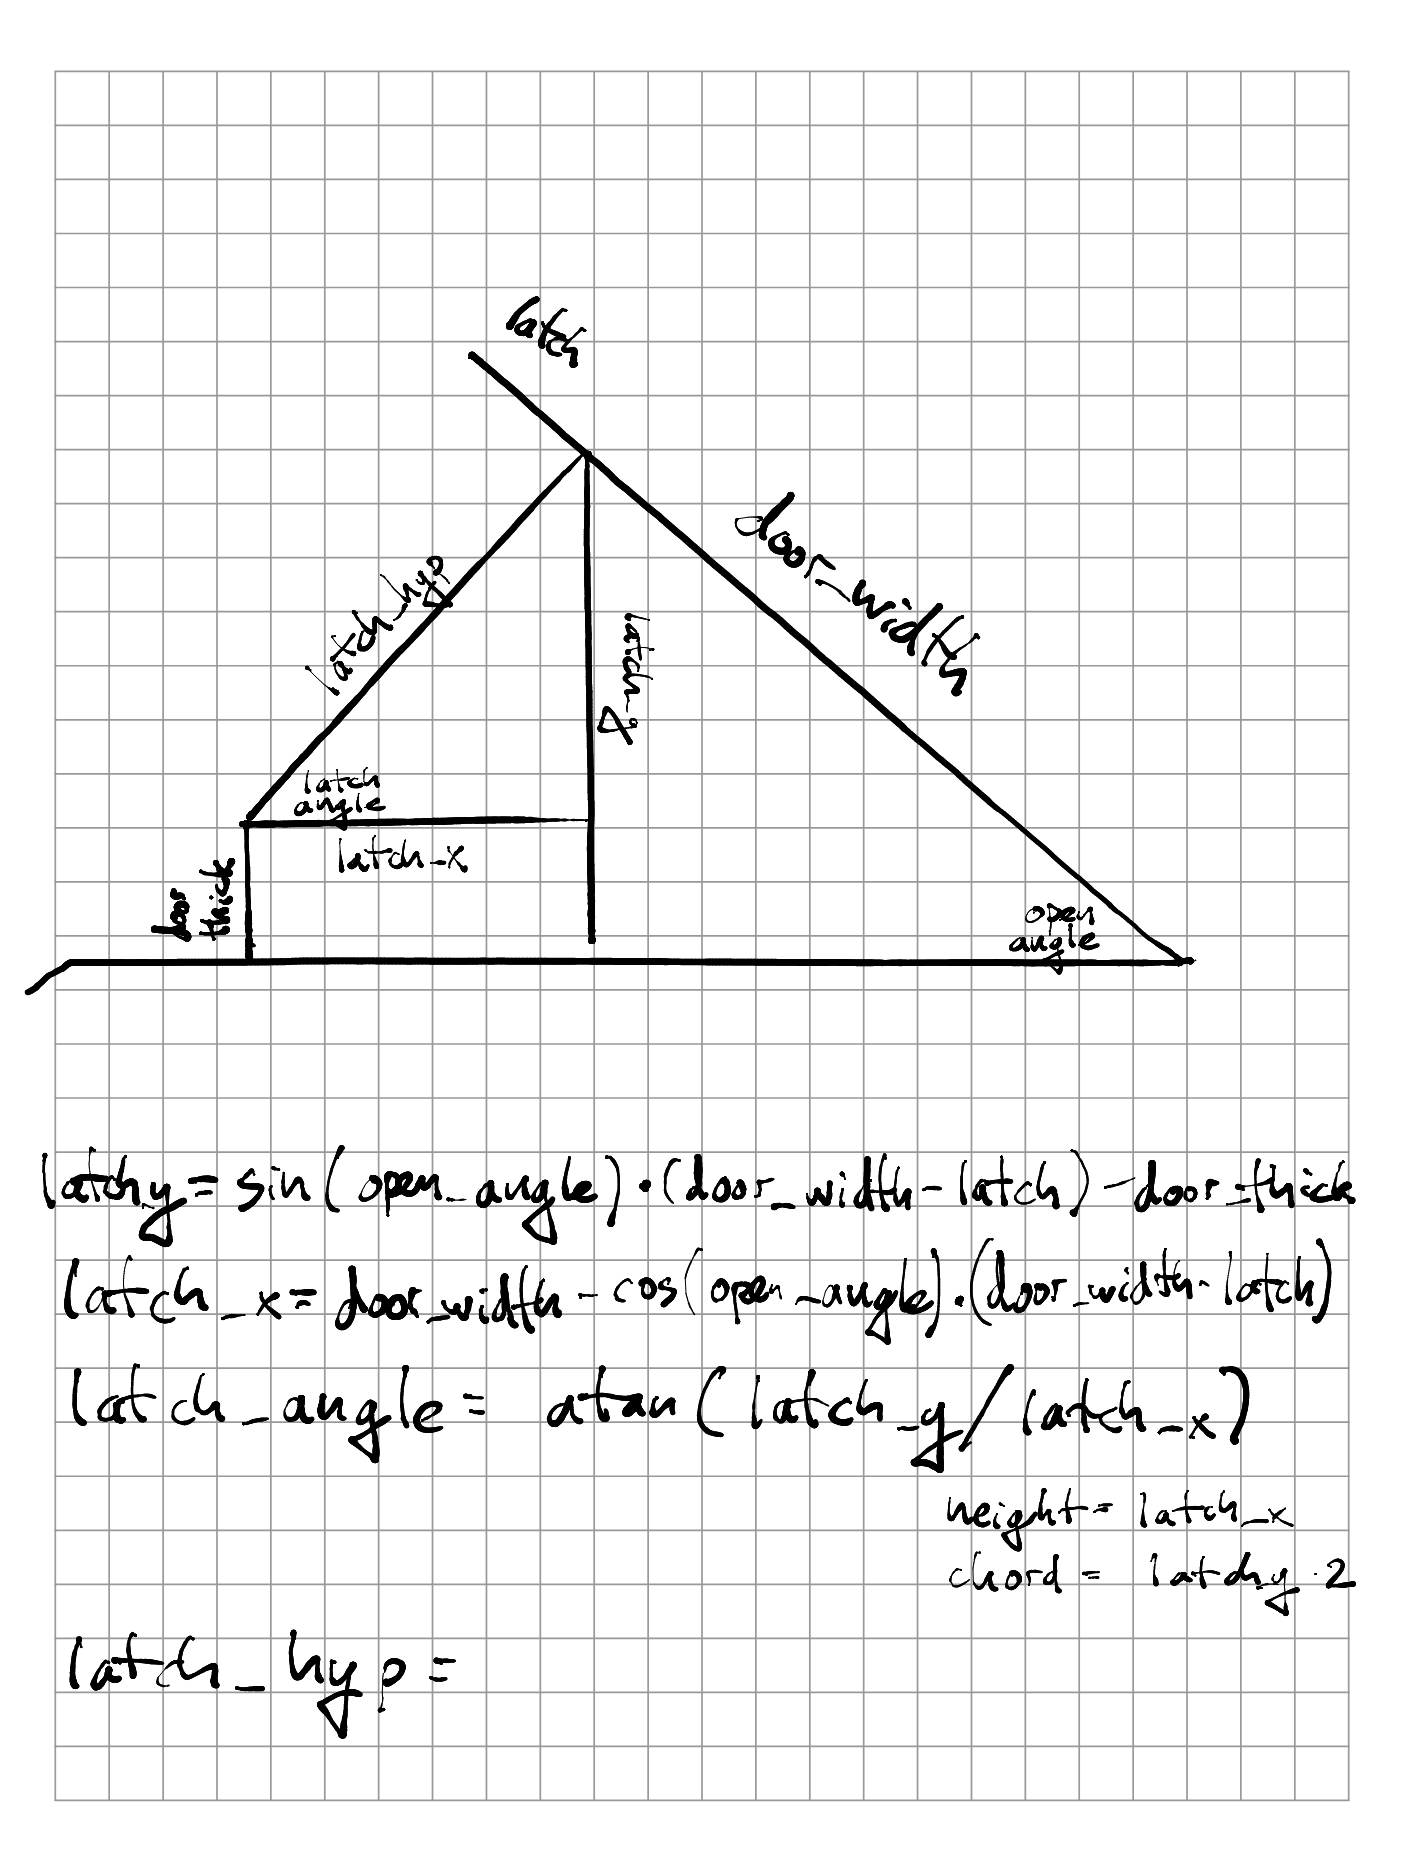 latch
door_width
latch_hyp
latch_y
latch
angle
latch_x
door
thick
open
angle
latchy = sin(open_angle)·(door_width-latch)-door_thick
latch_x = door_width-cos(open_angle)·(door_width-latch)
latch_angle = atan(latch_y/latch_x)
height = latch_x
chord = latchy·2
latch_hyp =